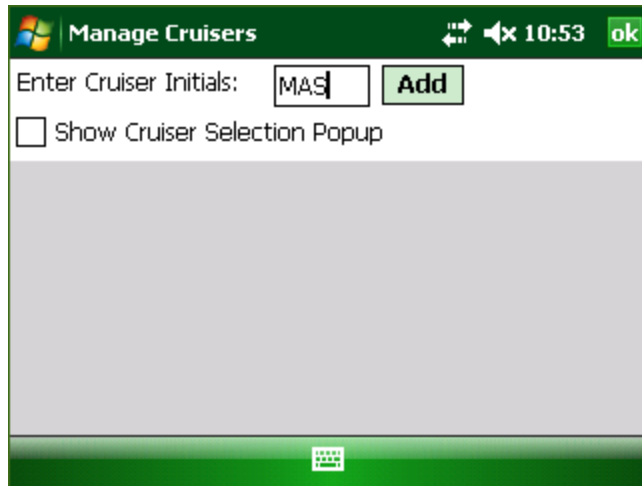 Manage Cruisers 10:53 ok
Enter Cruiser Initials: MAS Add
Show Cruiser Selection Popup